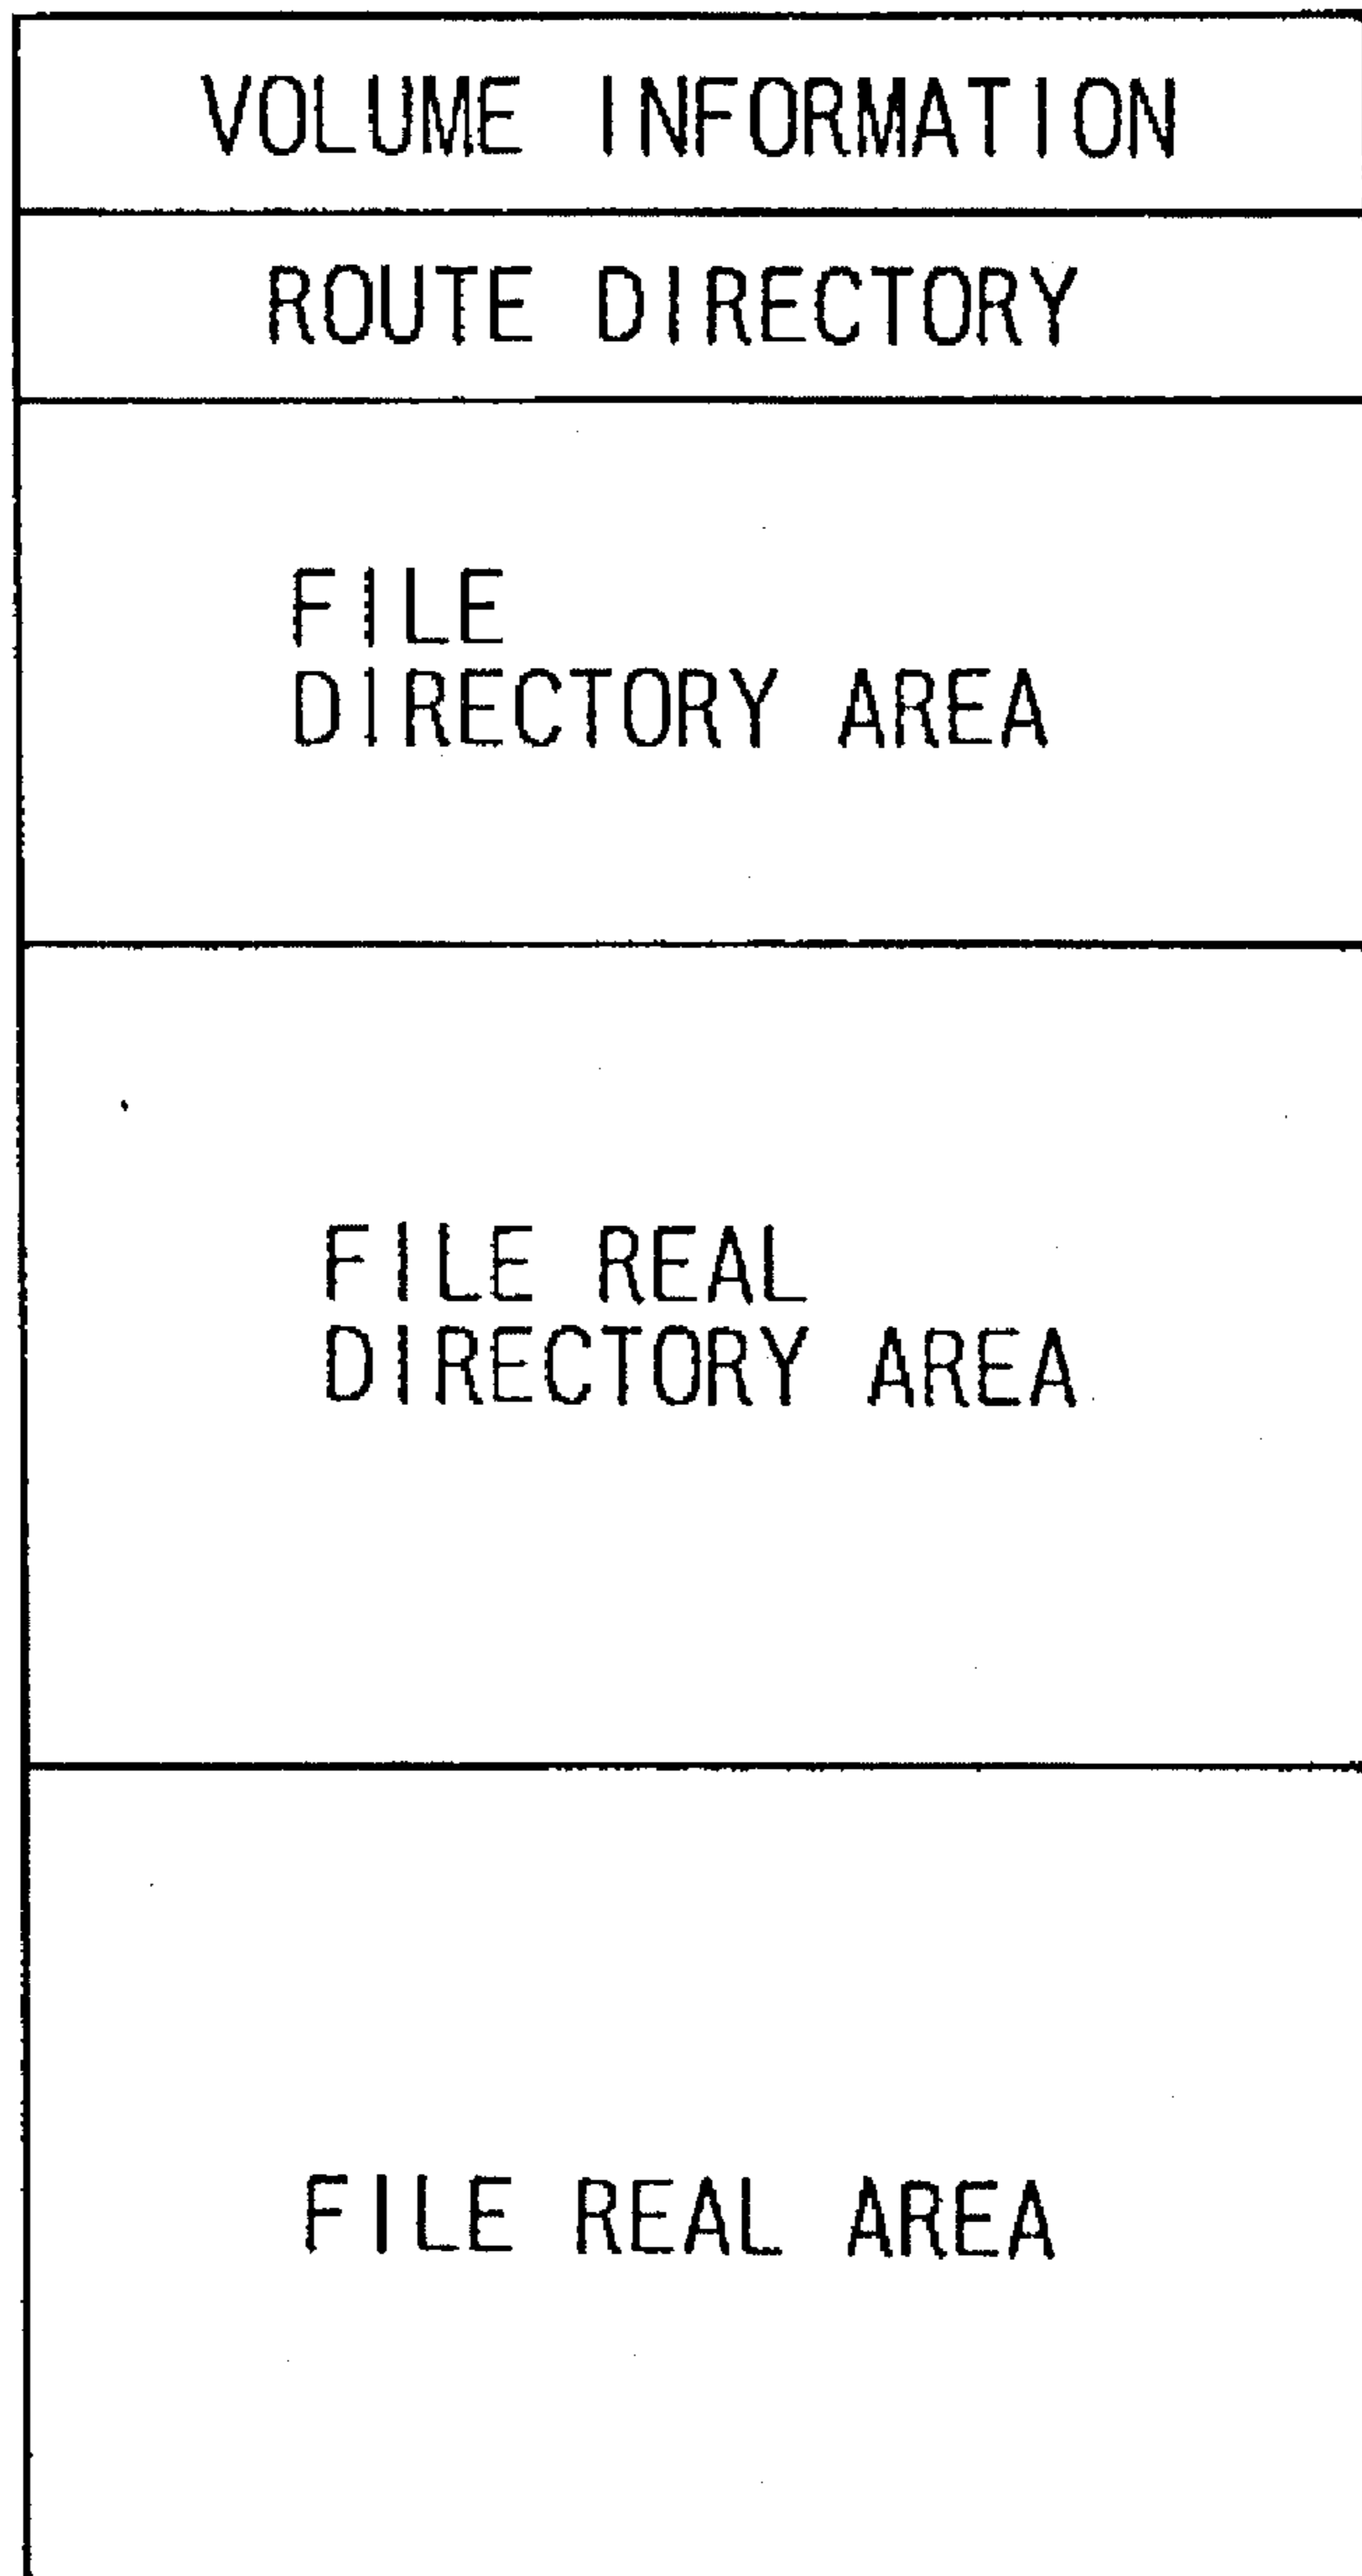 VOLUME INFORMATION
ROUTE DIRECTORY
FILE
DIRECTORY AREA
FILE REAL
DIRECTORY AREA
FILE REAL AREA